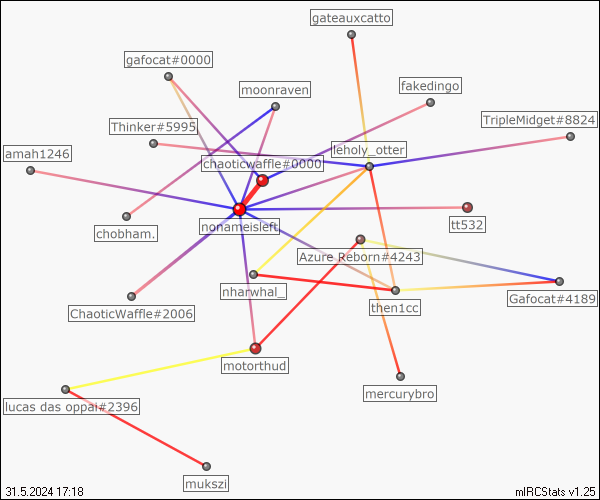 gateauxcatto
gafocat#0000
moonraven
fakedingo
TripleMidget#8824
Thinker#5995
amah1246
leholy_otter
chaoticwaffle#0000
chobham.
nonameisleft
tt532
Azure Reborn#4243
nharwhal_
ChaoticWaffle#2006
then1cc
Gafocat#4189
motorthud
mercurybro
lucas das oppai#2396
mukszi
31.5.2024 17:18
mIRCStats v1.25